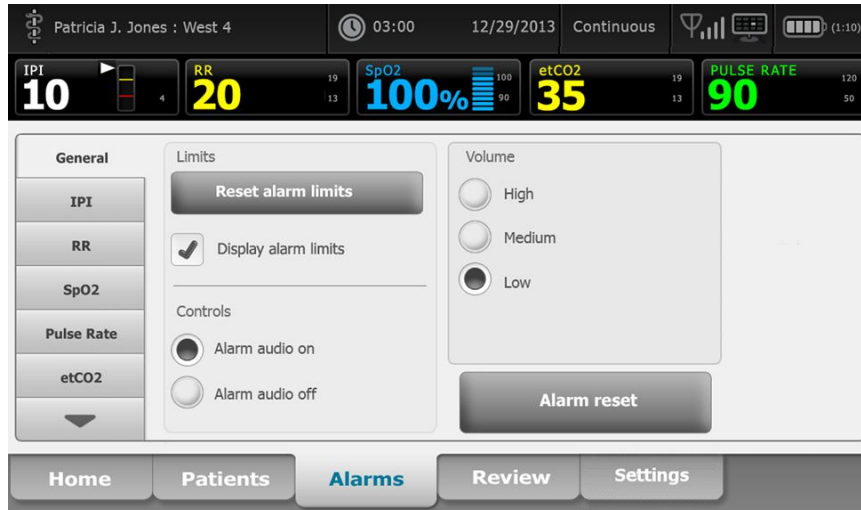 Patricia J. Jones : West 4
03:00
12/29/2013
Continuous
(1:10)
IPI
10
4
RR
20
19
13
SpO2
100%
100
90
etCO2
35
19
13
PULSE RATE
90
120
50
General
IPI
RR
SpO2
Pulse Rate
etCO2
Limits
Reset alarm limits
Display alarm limits
Controls
Alarm audio on
Alarm audio off
Volume
High
Medium
Low
Alarm reset
Home
Patients
Alarms
Review
Settings